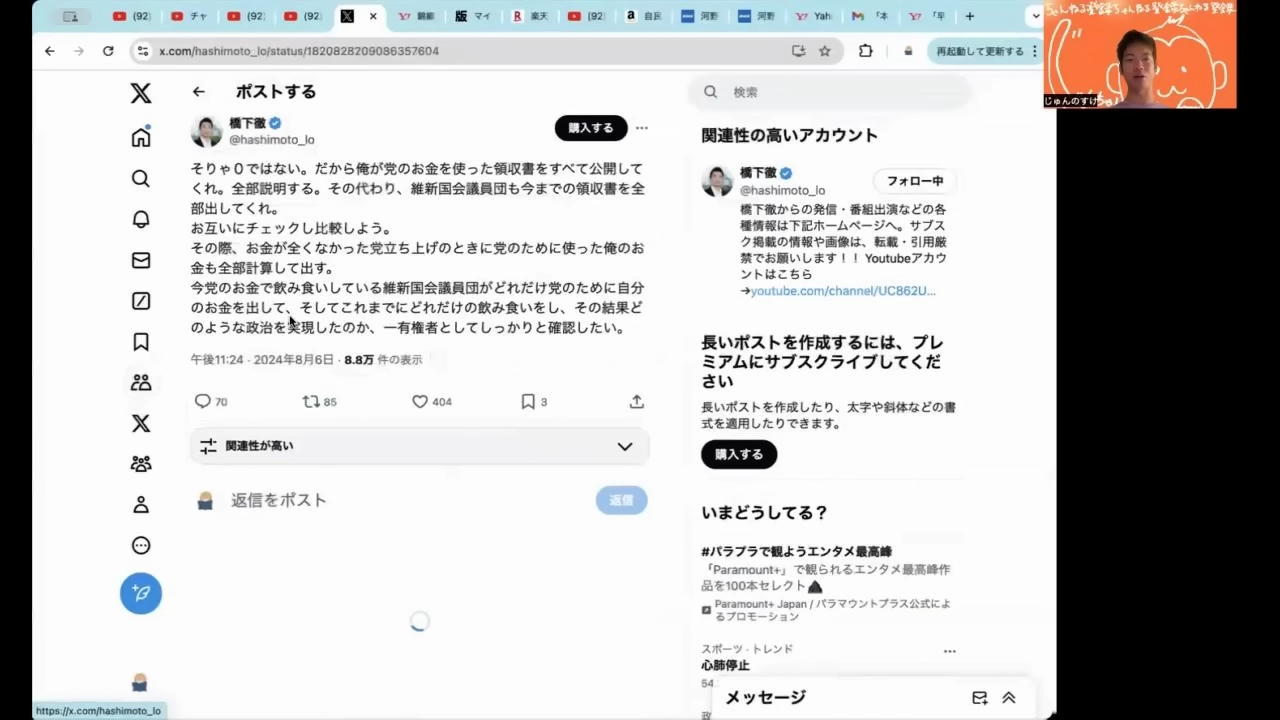 (92)
チャ
(92)
(92)
錦織
マイ
楽天
(92)
自民
河野
河野
Yah
「本
「早
x.com/hashimoto_lo/status/1820828209086357604
再起動して更新する
じゅんのすけ
ポストする
橋下徹
@hashimoto_lo
購入する
そりゃ0ではない。だから俺が党のお金を使った領収書をすべて公開して
くれ。全部説明する。その代わり、維新国会議員団も今までの領収書を全
部出してくれ。
お互いにチェックし比較しよう。
その際、お金が全くなかった党立ち上げのときに党のために使った俺のお
金も全部計算して出す。
今党のお金で飲み食いしている維新国会議員団がどれだけ党のために自分
のお金を出して、そしてこれまでにどれだけの飲み食いをし、その結果ど
のような政治を実現したのか、一有権者としてしっかりと確認したい。
午後11:24 · 2024年8月6日 · 8.8万 件の表示
70 85 404 3
関連性が高い
返信をポスト
返信
検索
関連性の高いアカウント
橋下徹
@hashimoto_lo
フォロー中
橋下徹からの発信・番組出演などの各
種情報は下記ホームページへ。サブス
ク掲載の情報や画像は、転載・引用厳
禁でお願いします！！ Youtubeアカウ
ントはこちら
→youtube.com/channel/UC862U...
長いポストを作成するには、プレ
ミアムにサブスクライブしてくだ
さい
長いポストを作成したり、太字や斜体などの書
式を適用したりできます。
購入する
いまどうしてる？
#パラプラで観ようエンタメ最高峰
「Paramount+」で観られるエンタメ最高峰作
品を100本セレクト
Paramount+ Japan / パラマウントプラス公式によ
るプロモーション
スポーツ · トレンド
心肺停止
54
メッセージ
https://x.com/hashimoto_lo